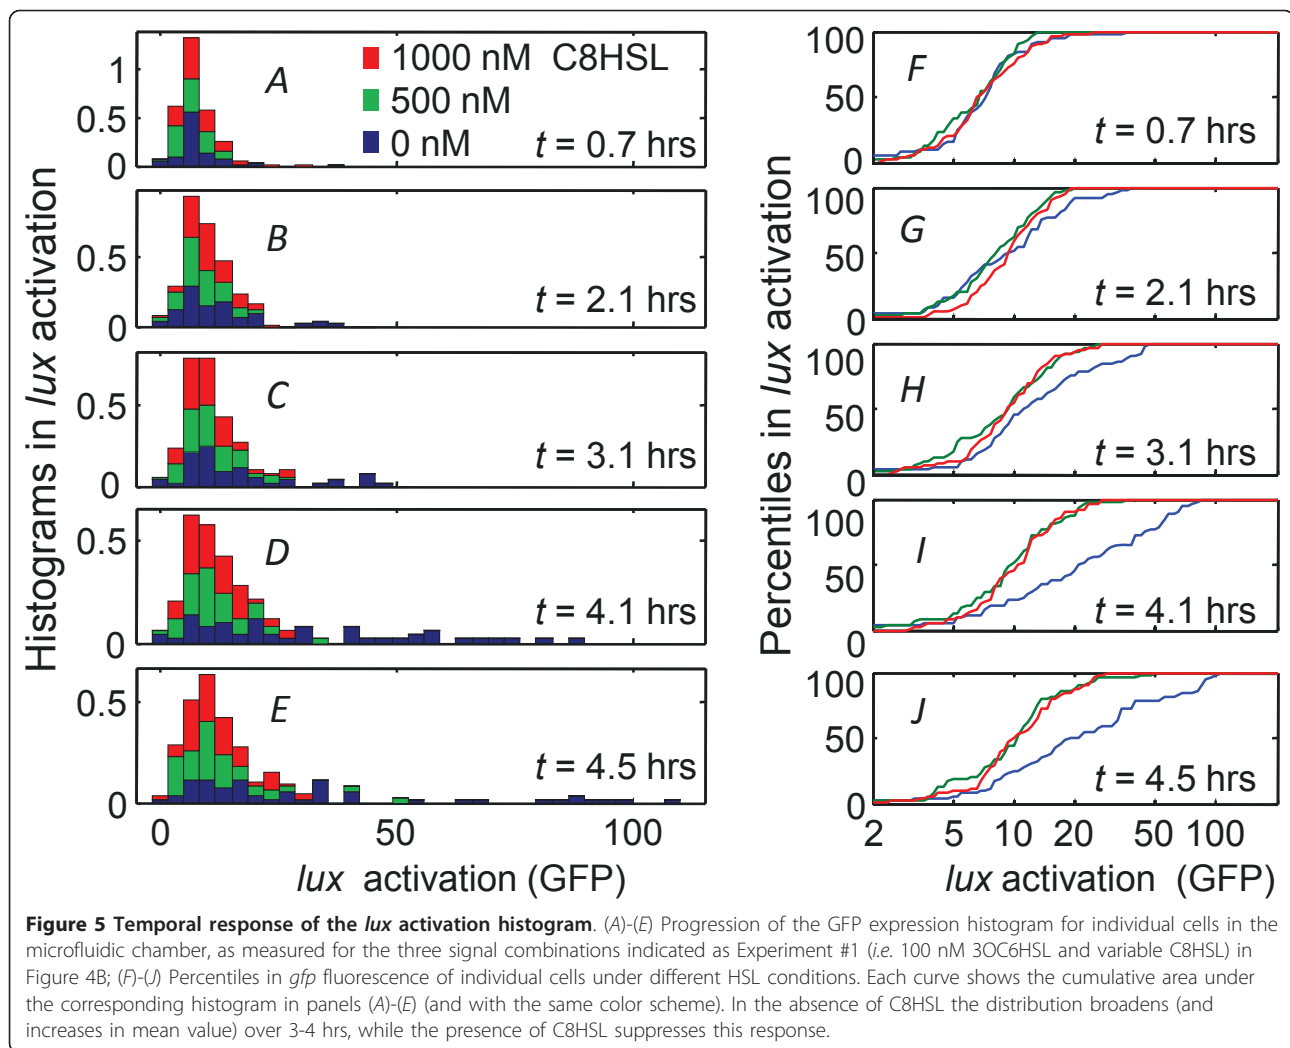 Histograms in lux activation
1000 nM C8HSL
500 nM
0 nM
A
t = 0.7 hrs
1
0.5
0
B
t = 2.1 hrs
0.5
0
C
t = 3.1 hrs
0.5
0
D
t = 4.1 hrs
0.5
0
E
t = 4.5 hrs
0.5
0
0 50 100
lux activation (GFP)
Percentiles in lux activation
F
t = 0.7 hrs
100
50
0
G
t = 2.1 hrs
100
50
0
H
t = 3.1 hrs
100
50
0
I
t = 4.1 hrs
100
50
0
J
t = 4.5 hrs
100
50
0
2 5 10 20 50 100
lux activation (GFP)
Figure 5 Temporal response of the lux activation histogram. (A)-(E) Progression of the GFP expression histogram for individual cells in the
microfluidic chamber, as measured for the three signal combinations indicated as Experiment #1 (i.e. 100 nM 3OC6HSL and variable C8HSL) in
Figure 4B; (F)-(J) Percentiles in gfp fluorescence of individual cells under different HSL conditions. Each curve shows the cumulative area under
the corresponding histogram in panels (A)-(E) (and with the same color scheme). In the absence of C8HSL the distribution broadens (and
increases in mean value) over 3-4 hrs, while the presence of C8HSL suppresses this response.